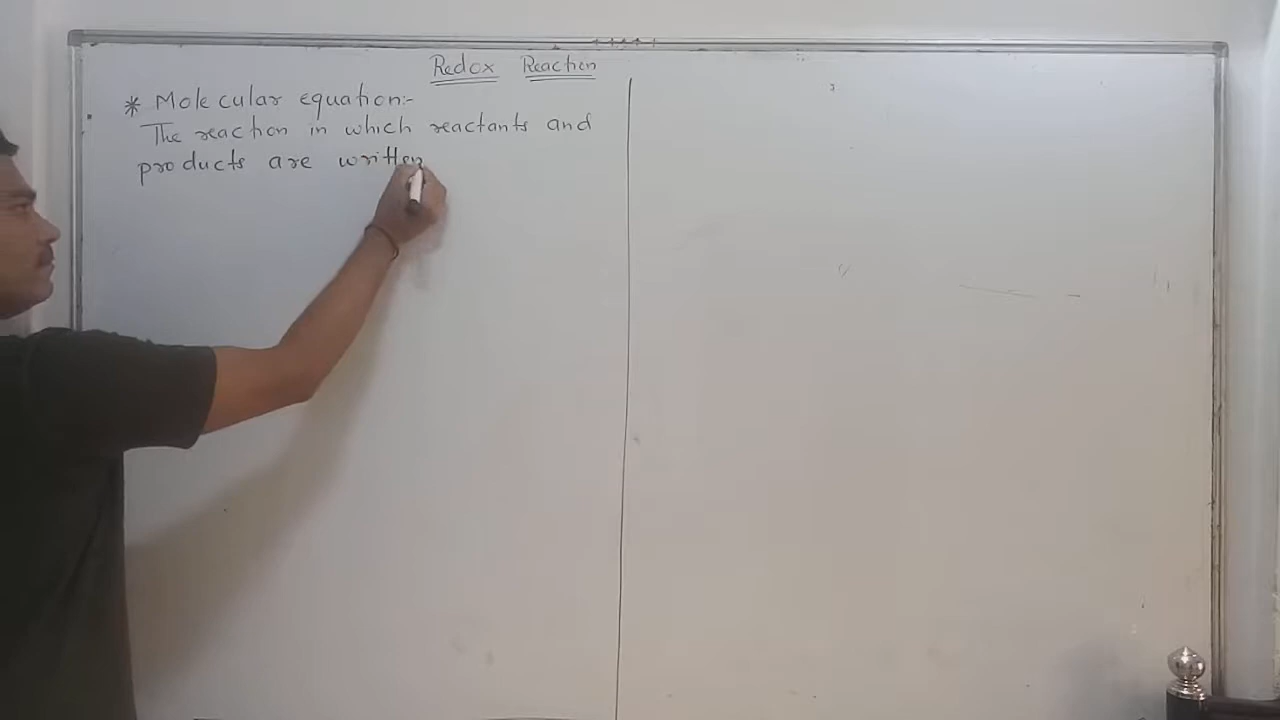 Redox Reaction
* Molecular equation:-
The reaction in which reactants and
products are written